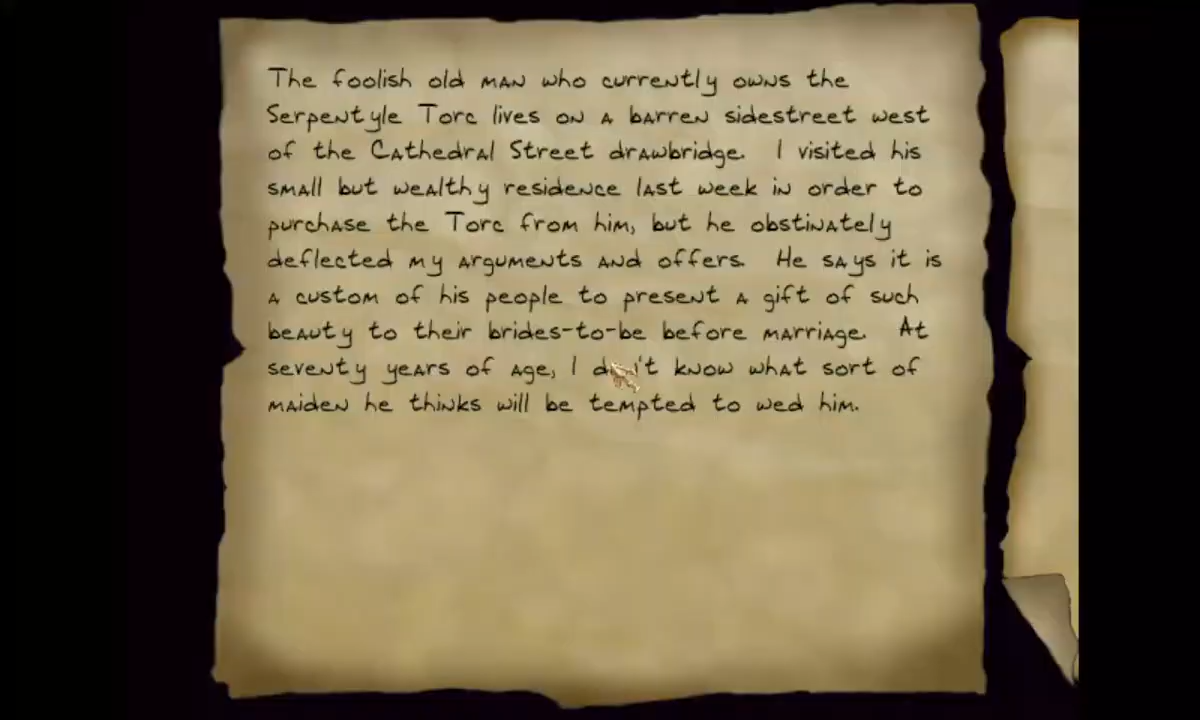 The foolish old man who currently owns the
Serpentyle Torc lives on a barren sidestreet west
of the Cathedral Street drawbridge. I visited his
small but wealthy residence last week in order to
purchase the Torc from him, but he obstinately
deflected my arguments and offers. He says it is
a custom of his people to present a gift of such
beauty to their brides-to-be before marriage. At
seventy years of age, I don't know what sort of
maiden he thinks will be tempted to wed him.